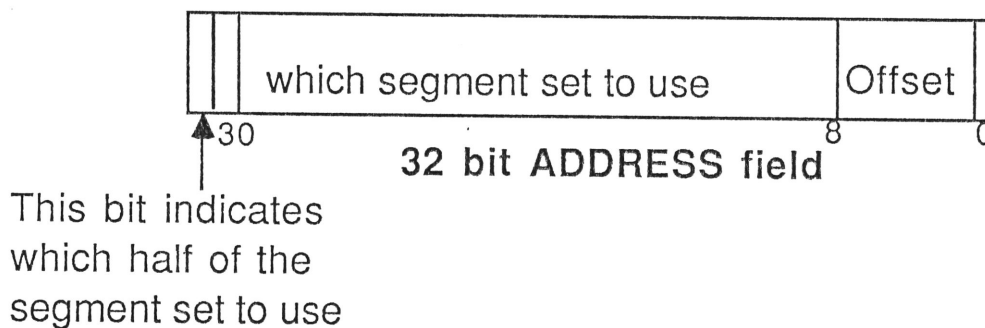 which segment set to use Offset
30 8 0
32 bit ADDRESS field
This bit indicates
which half of the
segment set to use